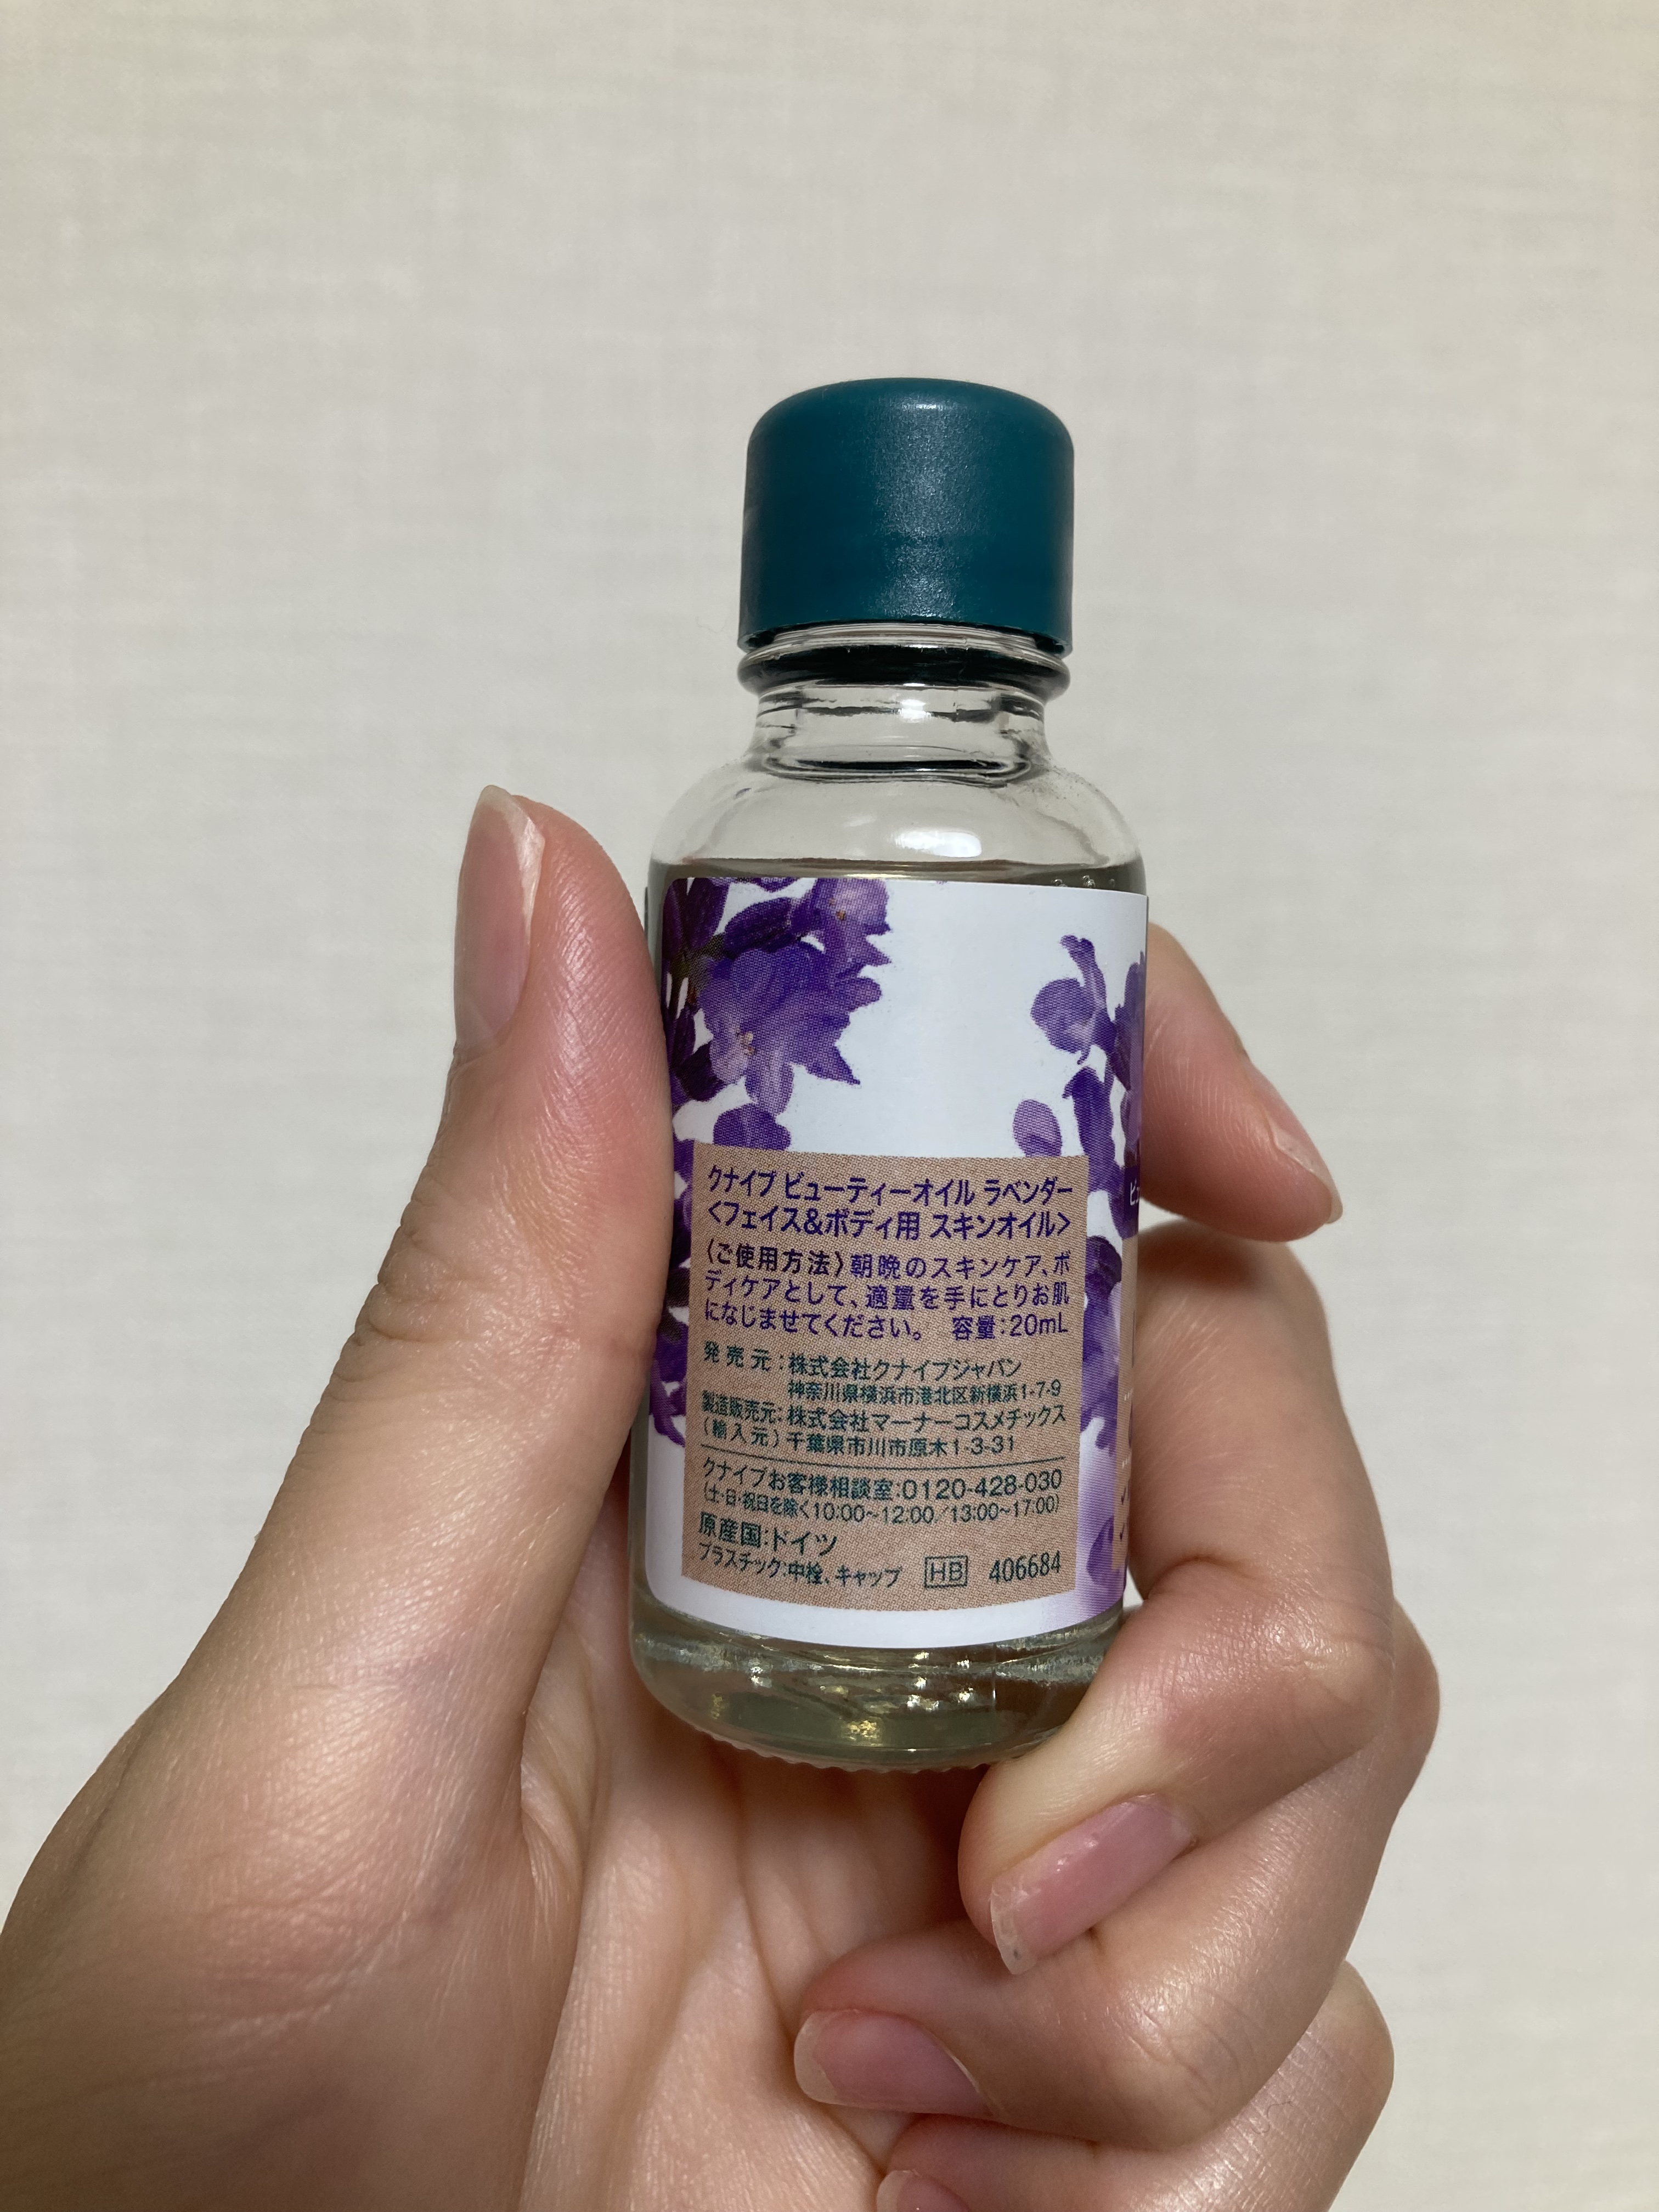 クナイプ ビューティーオイル ラベンダー
<フェイス&ボディ用 スキンオイル>
〈ご使用方法〉朝晩のスキンケア、ボ
ディケアとして、適量を手にとりお肌
になじませてください。 容量:20mL
発売元:株式会社クナイプジャパン
神奈川県横浜市港北区新横浜1-7-9
製造販売元:株式会社マーナーコスメチックス
(輸入元)千葉県市川市原木1-3-31
クナイプお客様相談室:0120-428-030
(土・日・祝日を除く10:00~12:00/13:00~17:00)
原産国:ドイツ
プラスチック:中栓、キャップ HB 406684